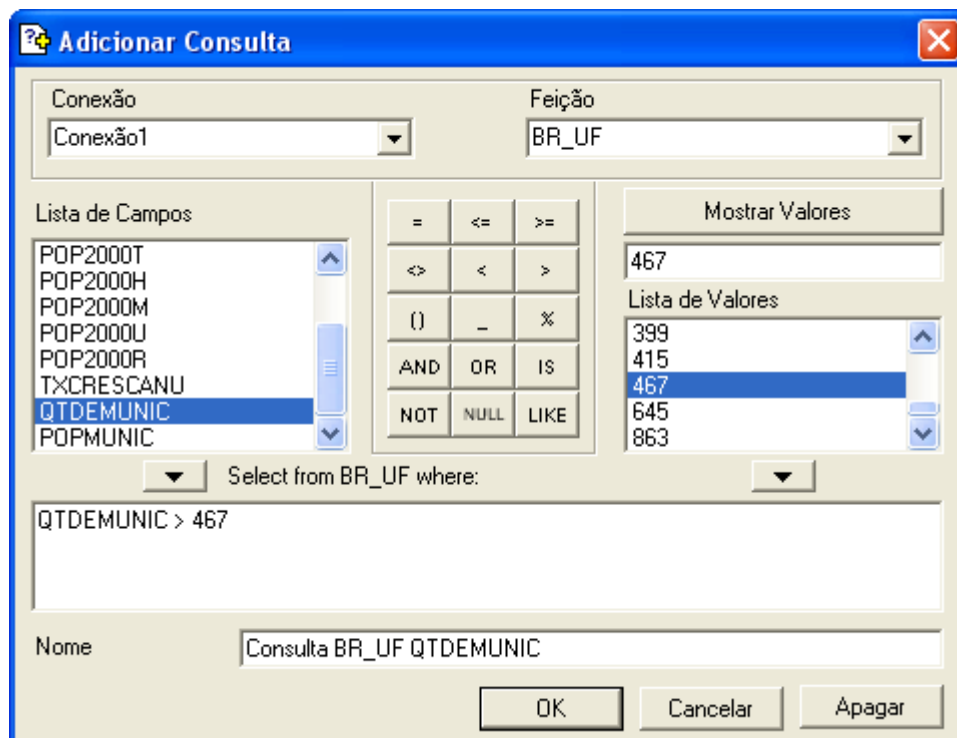 Adicionar Consulta
Conexão
Feição
Conexão1
BR_UF
Lista de Campos
POP2000T
POP2000H
POP2000M
POP2000U
POP2000R
TXCRESCANU
QTDEMUNIC
POPMUNIC
= <= >=
<> < >
() _ %
AND OR IS
NOT NULL LIKE
Mostrar Valores
467
Lista de Valores
399
415
467
645
863
Select from BR_UF where:
QTDEMUNIC > 467
Nome
Consulta BR_UF QTDEMUNIC
OK Cancelar Apagar